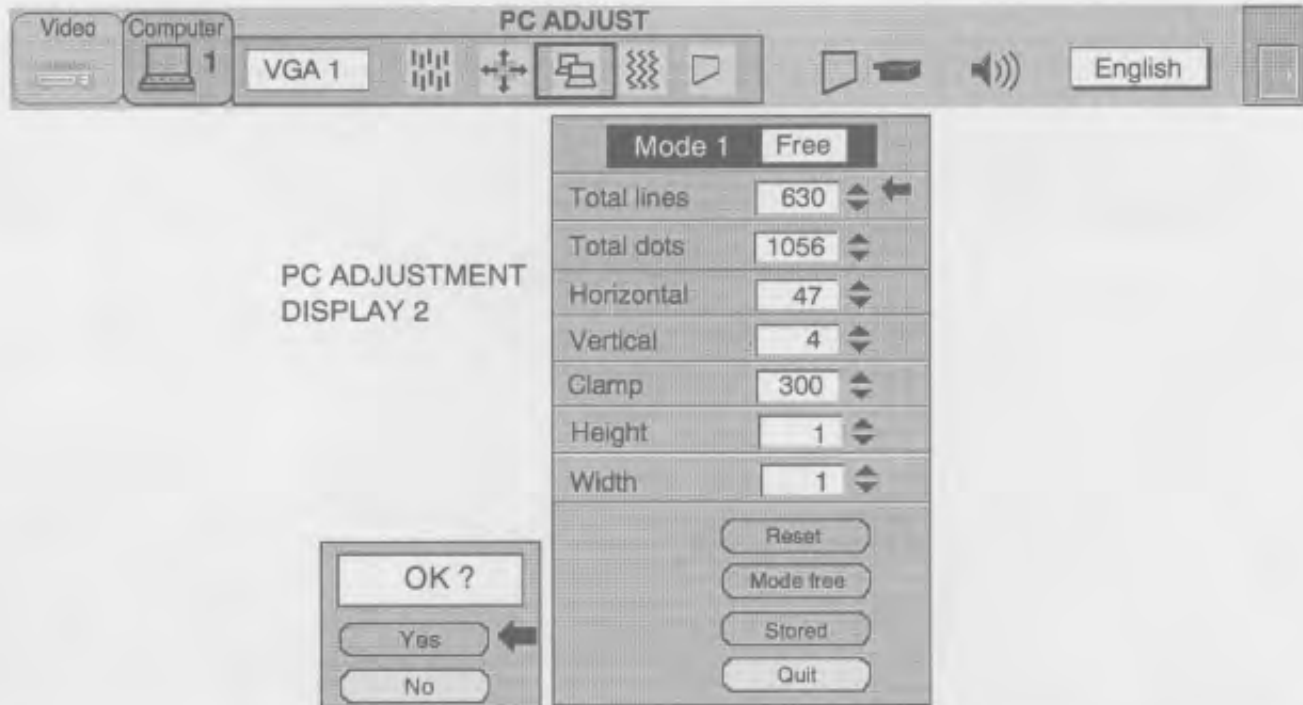 PC ADJUST
Video
Computer
1
VGA 1
English
Mode 1 Free
Total lines 630
Total dots 1056
PC ADJUSTMENT
DISPLAY 2
Horizontal 47
Vertical 4
Clamp 300
Height 1
Width 1
Reset
OK ?
Mode free
Yes
Stored
No
Quit